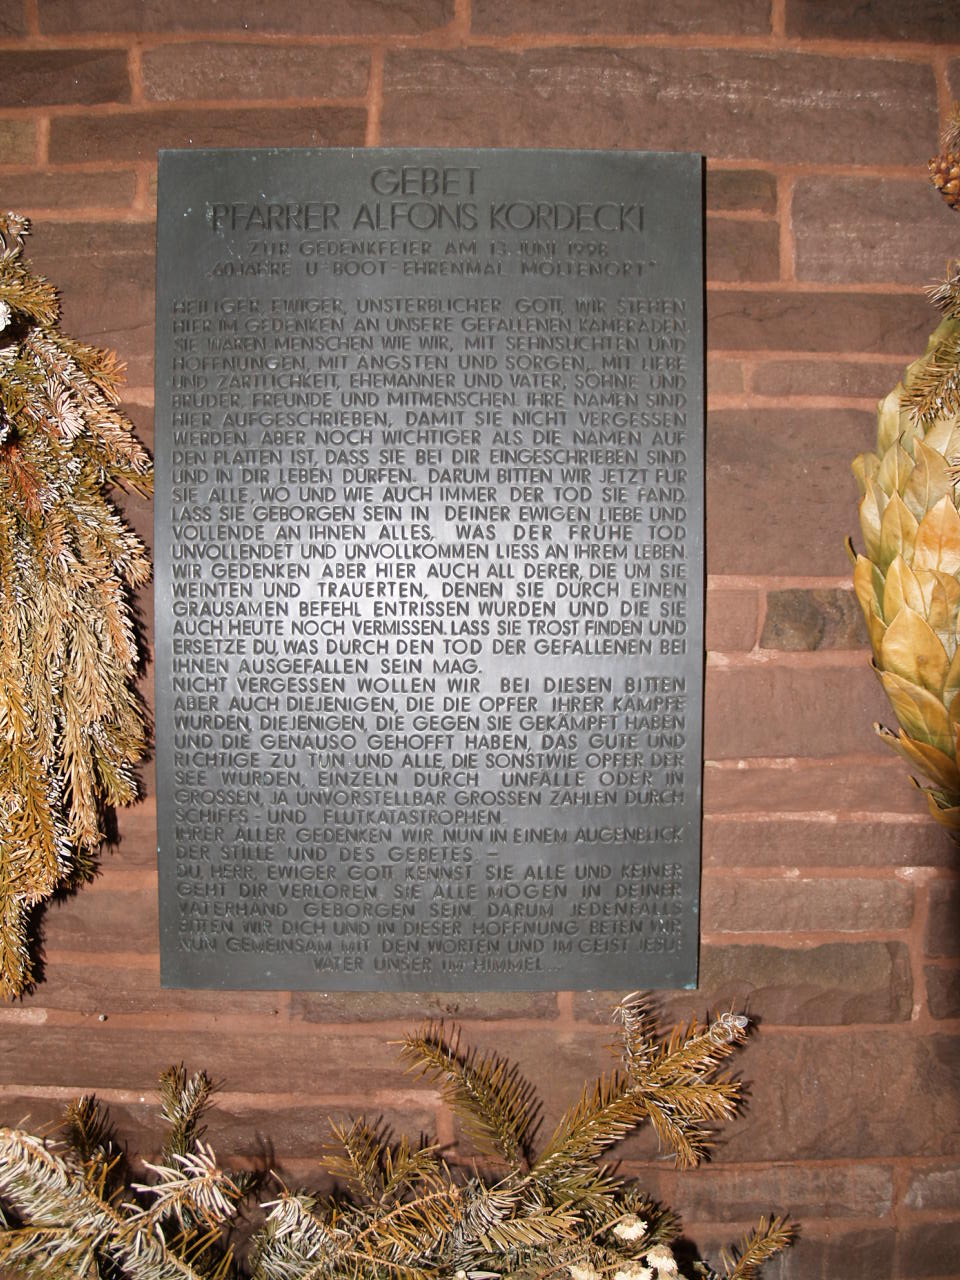 GEBET
PFARRER ALFONS KORDECKI
ZUR GEDENKFEIER AM 13. JUNI 1998
"60 JAHRE U-BOOT-EHRENMAL MÖLTENORT"
HEILIGER, EWIGER, UNSTERBLICHER GOTT, WIR STEHEN
HIER IM GEDENKEN AN UNSERE GEFALLENEN KAMERADEN.
SIE WAREN MENSCHEN WIE WIR, MIT SEHNSÜCHTEN UND
HOFFNUNGEN, MIT ÄNGSTEN UND SORGEN, MIT LIEBE
UND ZÄRTLICHKEIT, EHEMÄNNER UND VÄTER, SÖHNE UND
BRÜDER, FREUNDE UND MITMENSCHEN. IHRE NAMEN SIND
HIER AUFGESCHRIEBEN, DAMIT SIE NICHT VERGESSEN
WERDEN. ABER NOCH WICHTIGER ALS DIE NAMEN AUF
DEN PLATTEN IST, DASS SIE BEI DIR EINGESCHRIEBEN SIND
UND IN DIR LEBEN DÜRFEN. DARUM BITTEN WIR JETZT FÜR
SIE ALLE, WO UND WIE AUCH IMMER DER TOD SIE FAND.
LASS SIE GEBORGEN SEIN IN DEINER EWIGEN LIEBE UND
VOLLENDE AN IHNEN ALLES, WAS DER FRÜHE TOD
UNVOLLENDET UND UNVOLLKOMMEN LIESS AN IHREM LEBEN.
WIR GEDENKEN ABER HIER AUCH ALL DERER, DIE UM SIE
WEINTEN UND TRAUERTEN, DENEN SIE DURCH EINEN
GRAUSAMEN BEFEHL ENTRISSEN WURDEN UND DIE SIE
AUCH HEUTE NOCH VERMISSEN. LASS SIE TROST FINDEN UND
ERSETZE DU, WAS DURCH DEN TOD DER GEFALLENEN BEI
IHNEN AUSGEFALLEN SEIN MAG.
NICHT VERGESSEN WOLLEN WIR BEI DIESEN BITTEN
ABER AUCH DIEJENIGEN, DIE DIE OPFER IHRER KÄMPFE
WURDEN, DIEJENIGEN, DIE GEGEN SIE GEKÄMPFT HABEN
UND DIE GENAUSO GEHOFFT HABEN, DAS GUTE UND
RICHTIGE ZU TUN UND ALLE, DIE SONSTWIE OPFER DER
SEE WURDEN, EINZELN DURCH UNFÄLLE ODER IN
GROSSEN, JA UNVORSTELLBAR GROSSEN ZAHLEN DURCH
SCHIFFS- UND FLUTKATASTROPHEN.
IHRER ALLER GEDENKEN WIR NUN IN EINEM AUGENBLICK
DER STILLE UND DES GEBETES –
DU, HERR, EWIGER GOTT KENNST SIE ALLE UND KEINER
GEHT DIR VERLOREN. SIE ALLE MÖGEN IN DEINER
VATERHAND GEBORGEN SEIN. DARUM JEDENFALLS
BITEN WIR DICH UND IN DIESER HOFFNUNG BETEN WIR
NUN GEMEINSAM MIT DEN WORTEN UND IM GEIST JESU:
VATER UNSER IM HIMMEL...